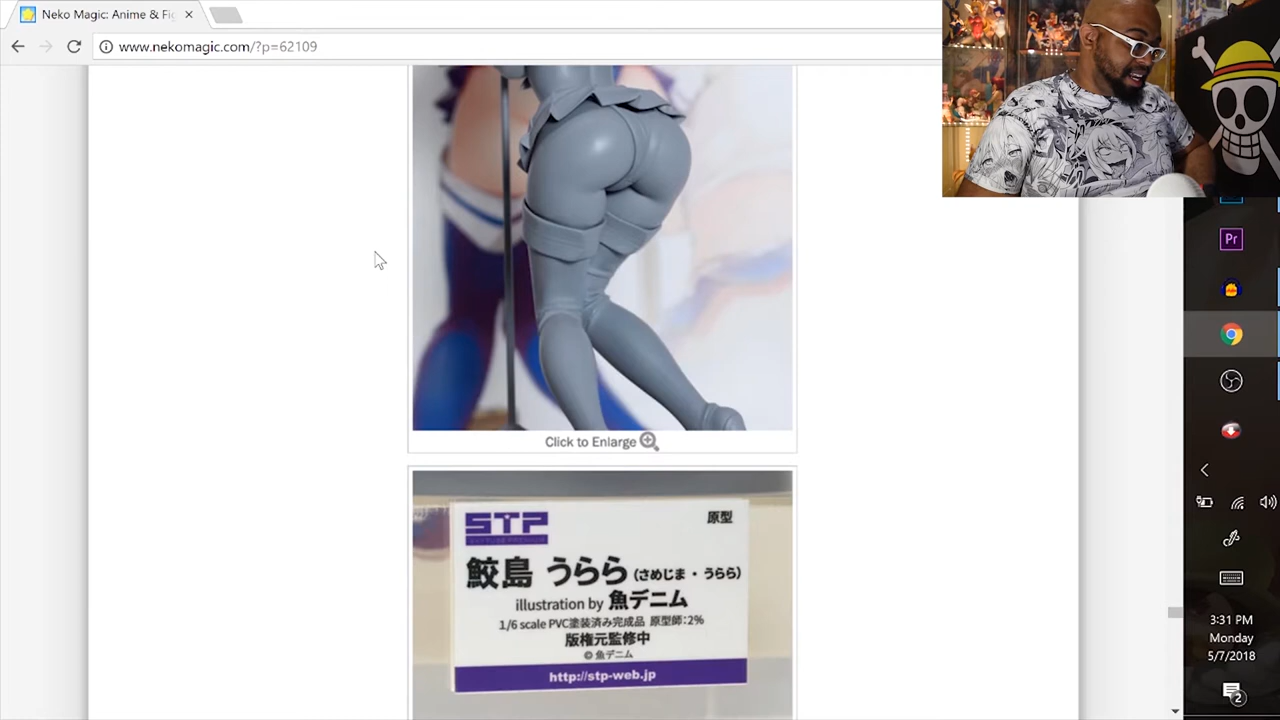 Neko Magic: Anime & Fig
www.nekomagic.com/?p=62109
Pr
Click to Enlarge
STP
原型
鮫島 うらら (さめじま・うらら)
illustration by 魚デニム
1/6 scale PVC塗装済み完成品 原型師:2%
版権元監修中
© 魚デニム
http://stp-web.jp
3:31 PM
Monday
5/7/2018
2